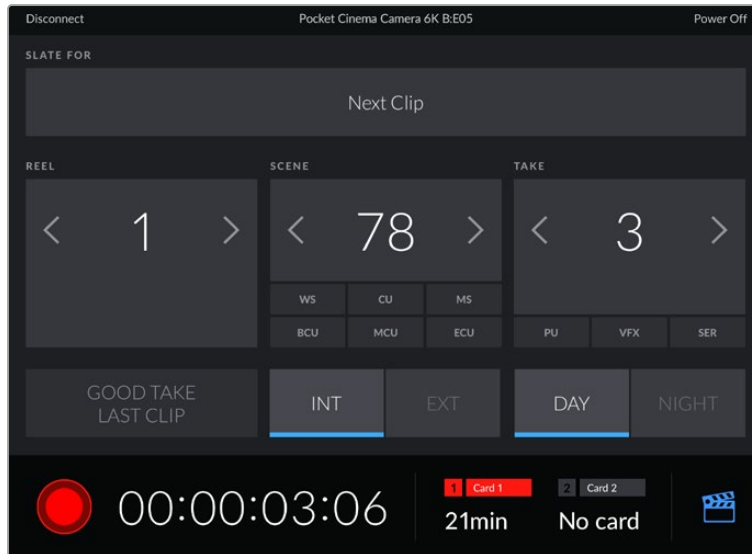 Disconnect Pocket Cinema Camera 6K B:E05 Power Off
SLATE FOR
Next Clip
REEL SCENE TAKE
< 1 > < 78 > < 3 >
WS CU MS
BCU MCU ECU PU VFX SER
GOOD TAKE
LAST CLIP
INT EXT DAY NIGHT
00:00:03:06
1 Card 1 2 Card 2
21min No card